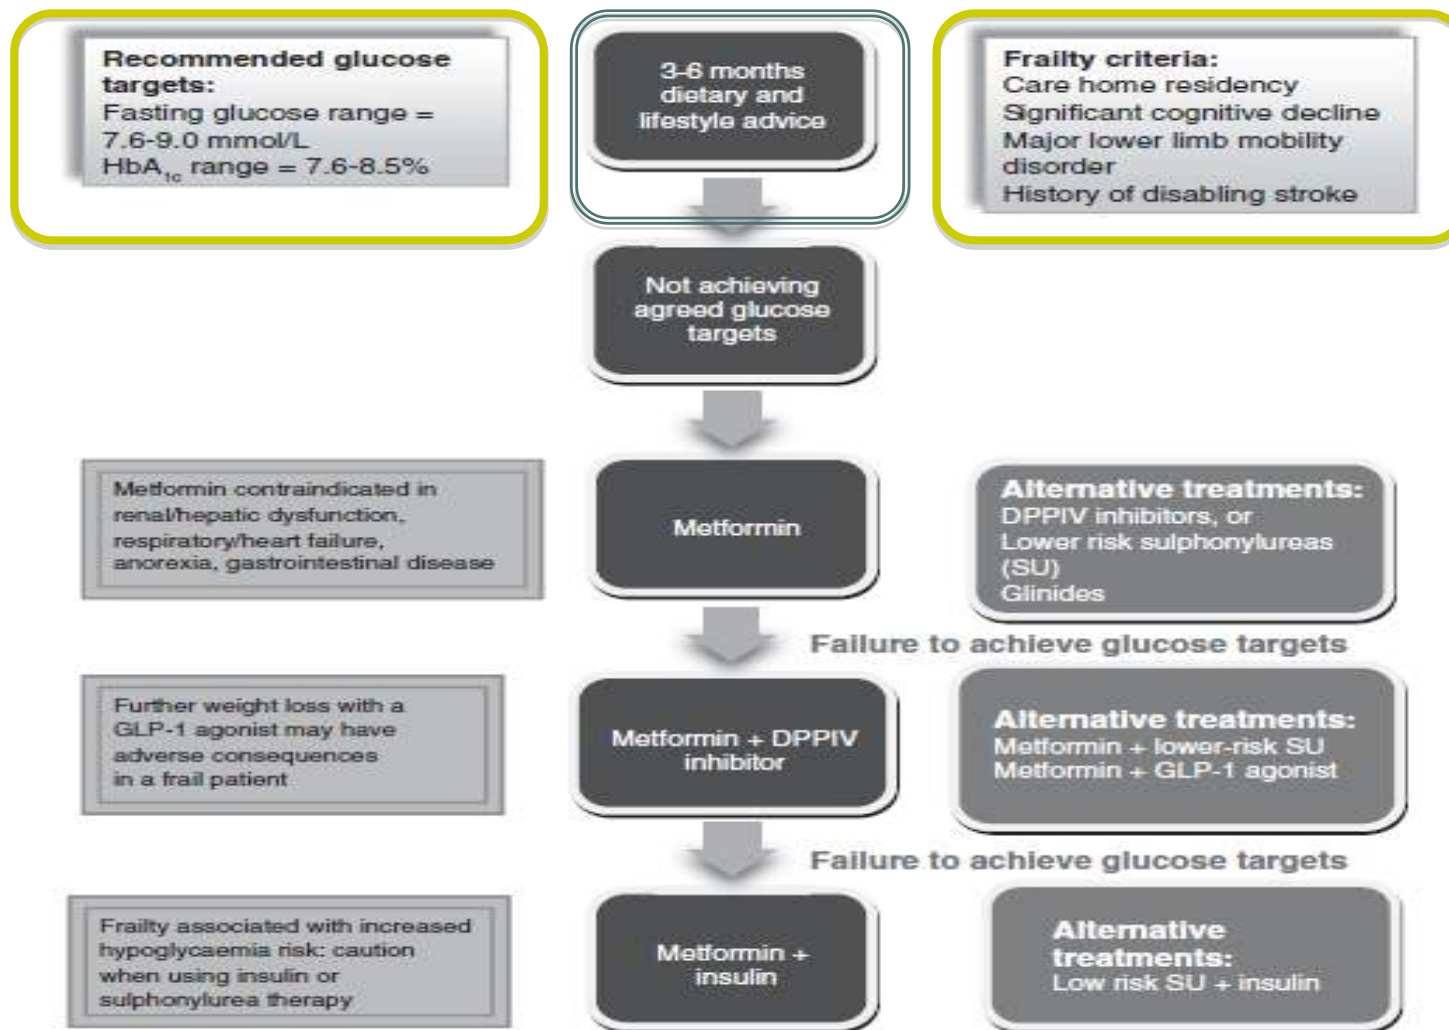 Recommended glucose
targets:
Fasting glucose range =
7.6-9.0 mmol/L
HbA1c range = 7.6-8.5%
3-6 months
dietary and
lifestyle advice
Frailty criteria:
Care home residency
Significant cognitive decline
Major lower limb mobility
disorder
History of disabling stroke
Not achieving
agreed glucose
targets
Metformin contraindicated in
renal/hepatic dysfunction,
respiratory/heart failure,
anorexia, gastrointestinal disease
Metformin
Alternative treatments:
DPPIV inhibitors, or
Lower risk sulphonylureas
(SU)
Glinides
Failure to achieve glucose targets
Further weight loss with a
GLP-1 agonist may have
adverse consequences
in a frail patient
Metformin + DPPIV
inhibitor
Alternative treatments:
Metformin + lower-risk SU
Metformin + GLP-1 agonist
Failure to achieve glucose targets
Frailty associated with increased
hypoglycaemia risk: caution
when using insulin or
sulphonylurea therapy
Metformin +
insulin
Alternative
treatments:
Low risk SU + insulin